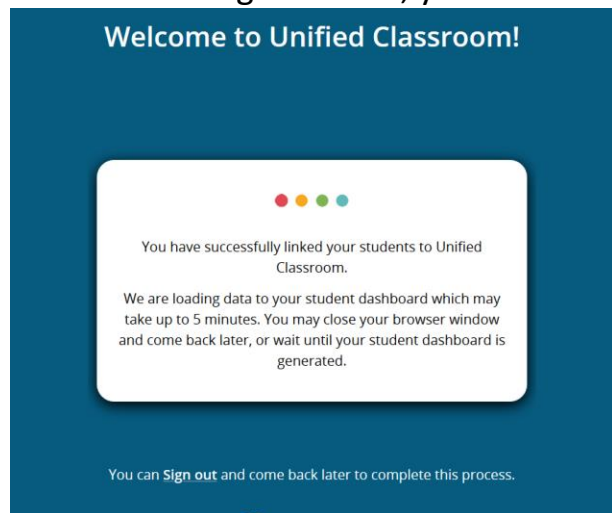 Welcome to Unified Classroom!
You have successfully linked your students to Unified
Classroom.
We are loading data to your student dashboard which may
take up to 5 minutes. You may close your browser window
and come back later, or wait until your student dashboard is
generated.
You can Sign out and come back later to complete this process.